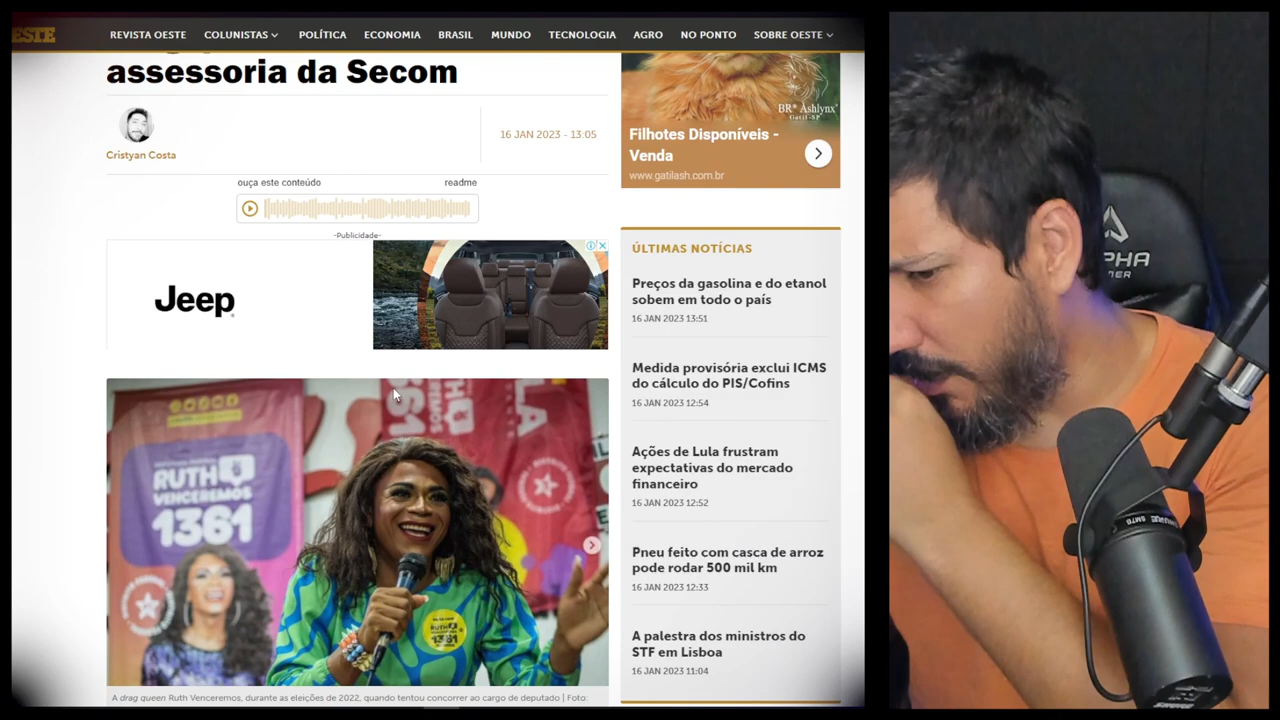 OESTE
REVISTA OESTE COLUNISTAS POLÍTICA ECONOMIA BRASIL MUNDO TECNOLOGIA AGRO NO PONTO SOBRE OESTE
assessoria da Secom
Cristyan Costa
16 JAN 2023 - 13:05
ouça este conteúdo readme
-Publicidade-
Jeep
RUTH
VENCEREMOS
1361
RUTH
VENCEREMOS
1361
A drag queen Ruth Venceremos, durante as eleições de 2022, quando tentou concorrer ao cargo de deputado | Foto:
BR* Ashlynx
Gatil-SP
Filhotes Disponíveis -
Venda
www.gatilash.com.br
ÚLTIMAS NOTÍCIAS
Preços da gasolina e do etanol
sobem em todo o país
16 JAN 2023 13:51
Medida provisória exclui ICMS
do cálculo do PIS/Cofins
16 JAN 2023 12:54
Ações de Lula frustram
expectativas do mercado
financeiro
16 JAN 2023 12:52
Pneu feito com casca de arroz
pode rodar 500 mil km
16 JAN 2023 12:33
A palestra dos ministros do
STF em Lisboa
16 JAN 2023 11:04
SM7B